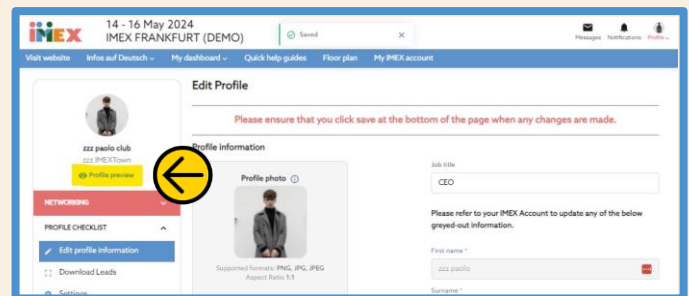 IMEX
14 - 16 May 2024
IMEX FRANKFURT (DEMO)
Saved
Messages Notifications Profile
Visit website Infos auf Deutsch My dashboard Quick help guides Floor plan My IMEX account
Edit Profile
Please ensure that you click save at the bottom of the page when any changes are made.
zzz paolo club
zzz IMEXTown
Profile preview
NETWORKING
PROFILE CHECKLIST
Edit profile information
Download Leads
Settings
Profile information
Profile photo
Supported formats: PNG, JPG, JPEG
Aspect Ratio 1:1
Job title
CEO
Please refer to your IMEX Account to update any of the below
greyed-out information.
First name *
zzz paolo
Surname *